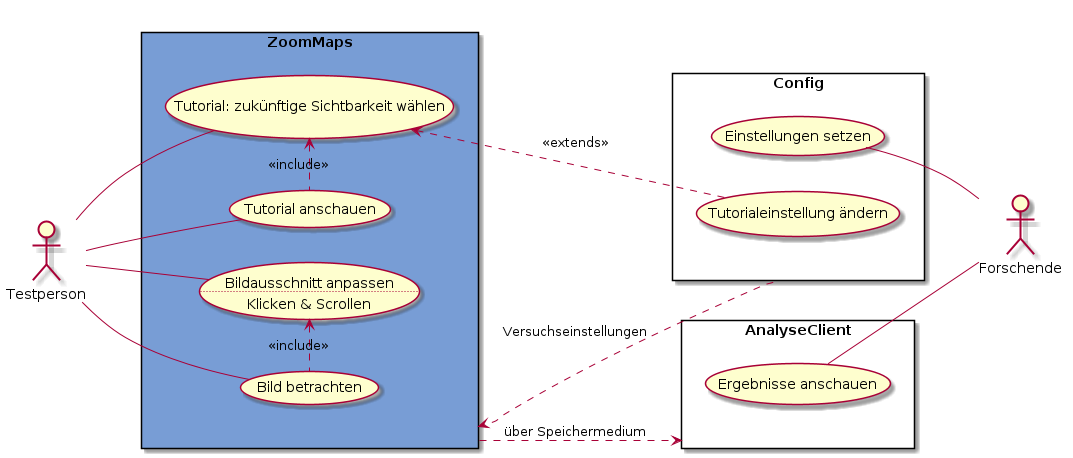 ZoomMaps
Tutorial: zukünftige Sichtbarkeit wählen
«include»
Tutorial anschauen
Bildausschnitt anpassen
Klicken & Scrollen
«include»
Bild betrachten
Testperson
«extends»
Versuchseinstellungen
über Speichermedium
Config
Einstellungen setzen
Tutorialeinstellung ändern
AnalyseClient
Ergebnisse anschauen
Forschende